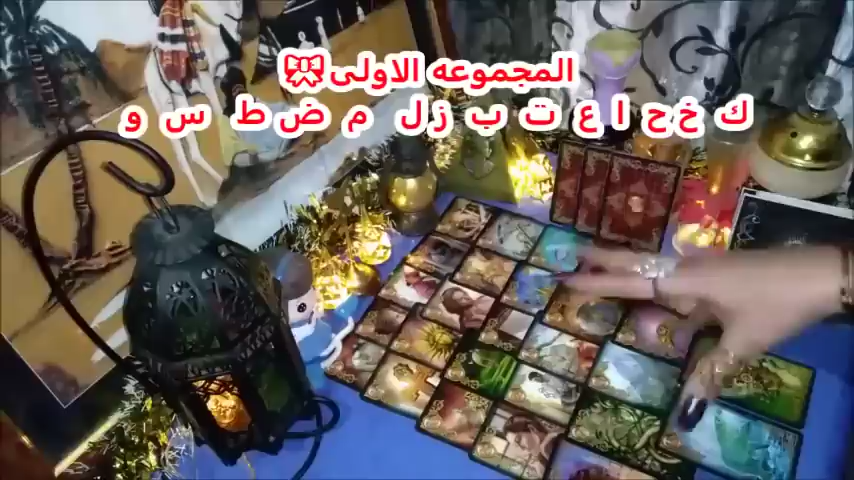 المجموعه الاولى🎀
ك خ ح ا ع ت ب ز ل م ض ط س و